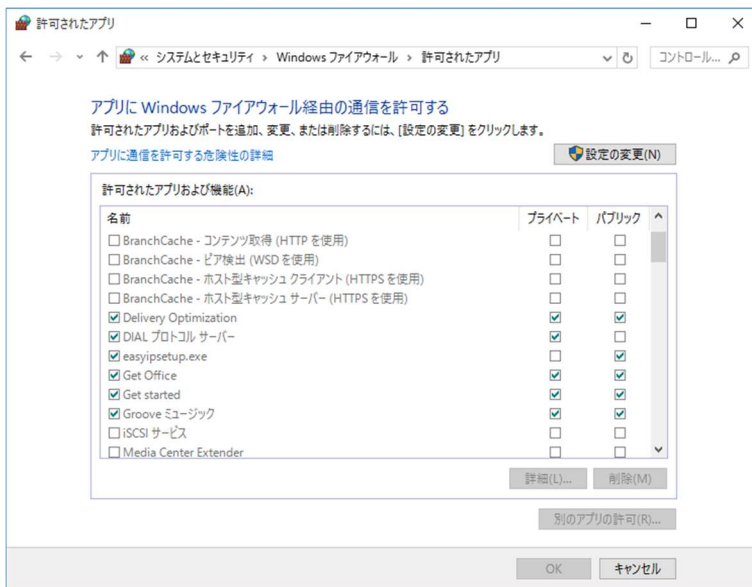 許可されたアプリ
« システムとセキュリティ › Windows ファイアウォール › 許可されたアプリ コントロール...
アプリに Windows ファイアウォール経由の通信を許可する
許可されたアプリおよびポートを追加、変更、または削除するには、[設定の変更] をクリックします。
アプリに通信を許可する危険性の詳細
設定の変更(N)
許可されたアプリおよび機能(A):
名前 プライベート パブリック
BranchCache - コンテンツ取得 (HTTP を使用)
BranchCache - ピア検出 (WSD を使用)
BranchCache - ホスト型キャッシュ クライアント (HTTPS を使用)
BranchCache - ホスト型キャッシュ サーバー (HTTPS を使用)
Delivery Optimization
DIAL プロトコル サーバー
easyipsetup.exe
Get Office
Get started
Groove ミュージック
iSCSI サービス
Media Center Extender
詳細(L)... 削除(M)
別のアプリの許可(R)...
OK キャンセル